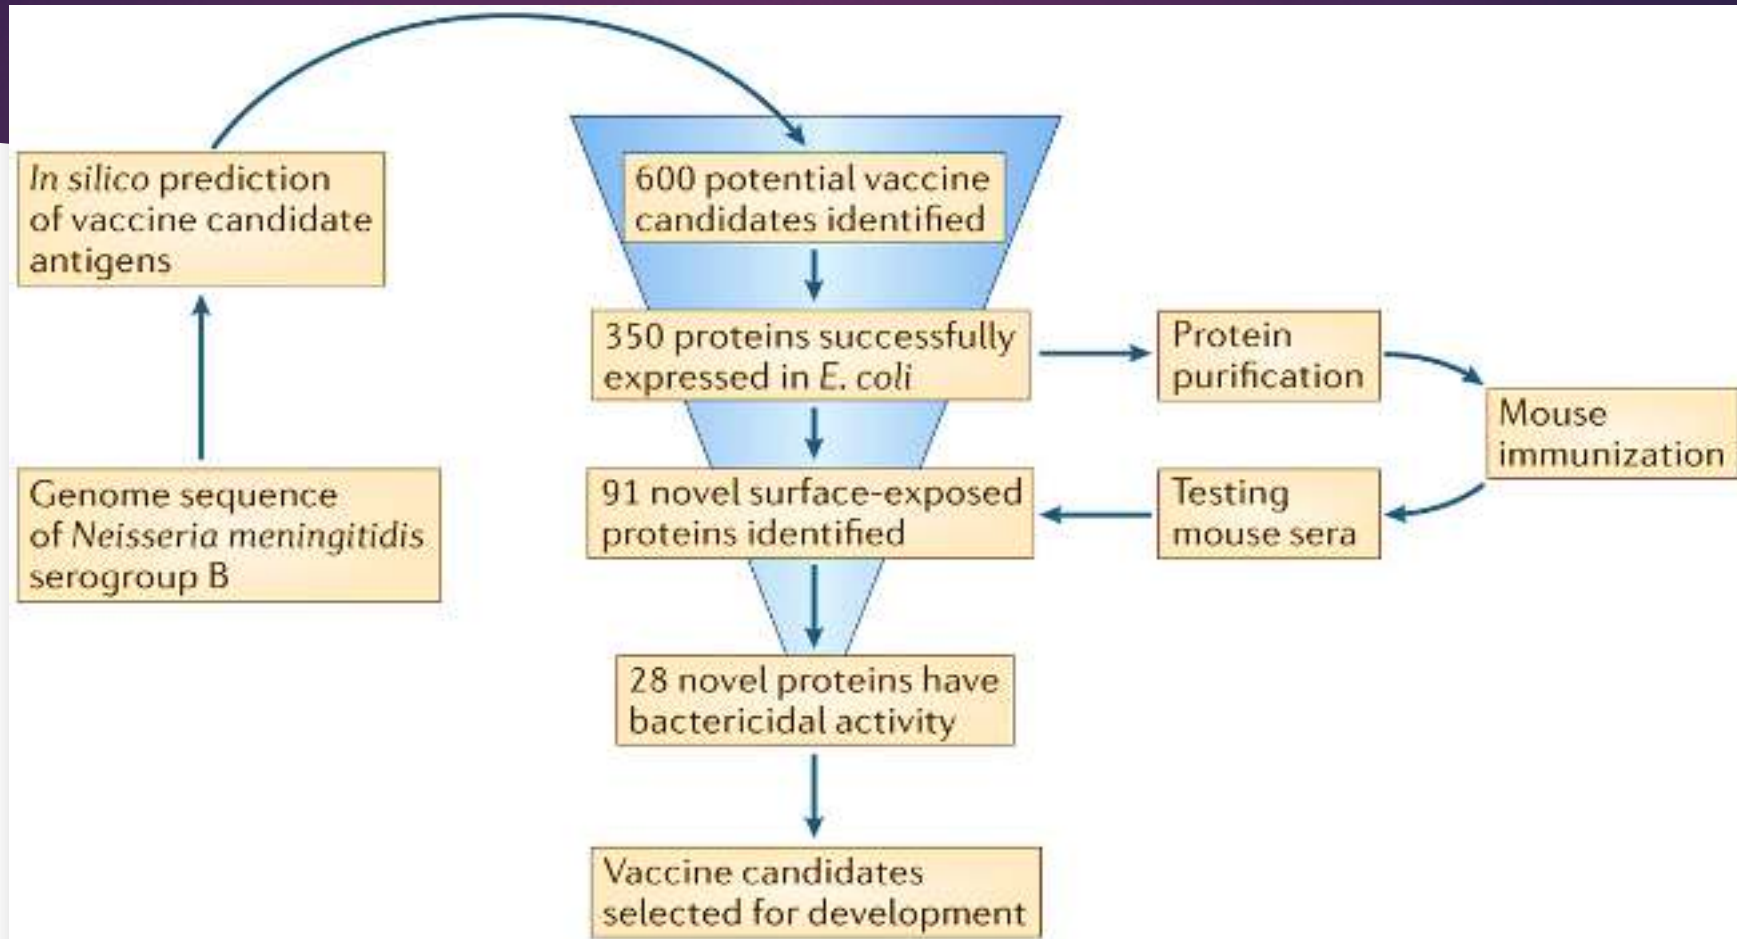 In silico prediction
of vaccine candidate
antigens
Genome sequence
of Neisseria meningitidis
serogroup B
600 potential vaccine
candidates identified
350 proteins successfully
expressed in E. coli
91 novel surface-exposed
proteins identified
28 novel proteins have
bactericidal activity
Vaccine candidates
selected for development
Protein
purification
Mouse
immunization
Testing
mouse sera